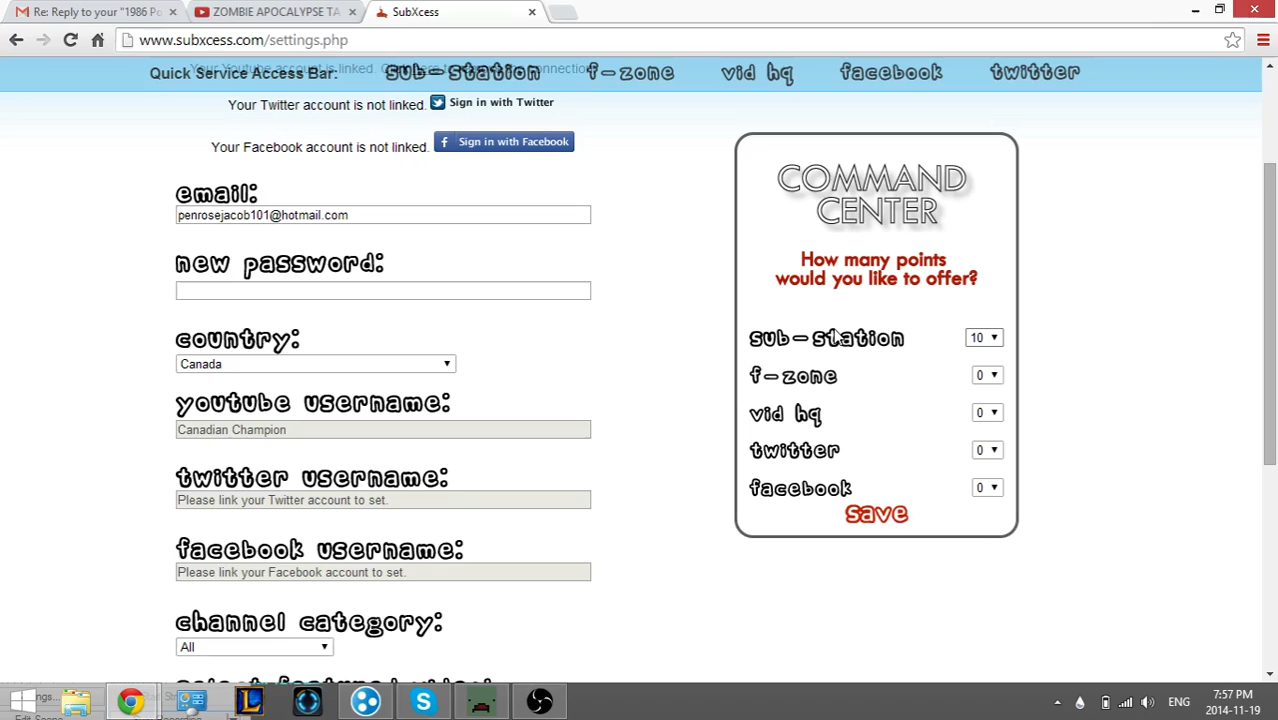 Re: Reply to your "1986 Po
ZOMBIE APOCALYPSE TA
SubXcess
www.subxcess.com/settings.php
Your Youtube account is linked.
Quick Service Access Bar:
sub-station
f-zone
vid hq
facebook
twitter
Your Twitter account is not linked. Sign in with Twitter
Your Facebook account is not linked. Sign in with Facebook
email:
penrosejacob101@hotmail.com
new password:
country:
Canada
youtube username:
Canadian Champion
twitter username:
Please link your Twitter account to set.
facebook username:
Please link your Facebook account to set.
channel category:
All
COMMAND
CENTER
How many points
would you like to offer?
sub-station 10
f-zone 0
vid hq 0
twitter 0
facebook 0
save
ENG
7:57 PM
2014-11-19